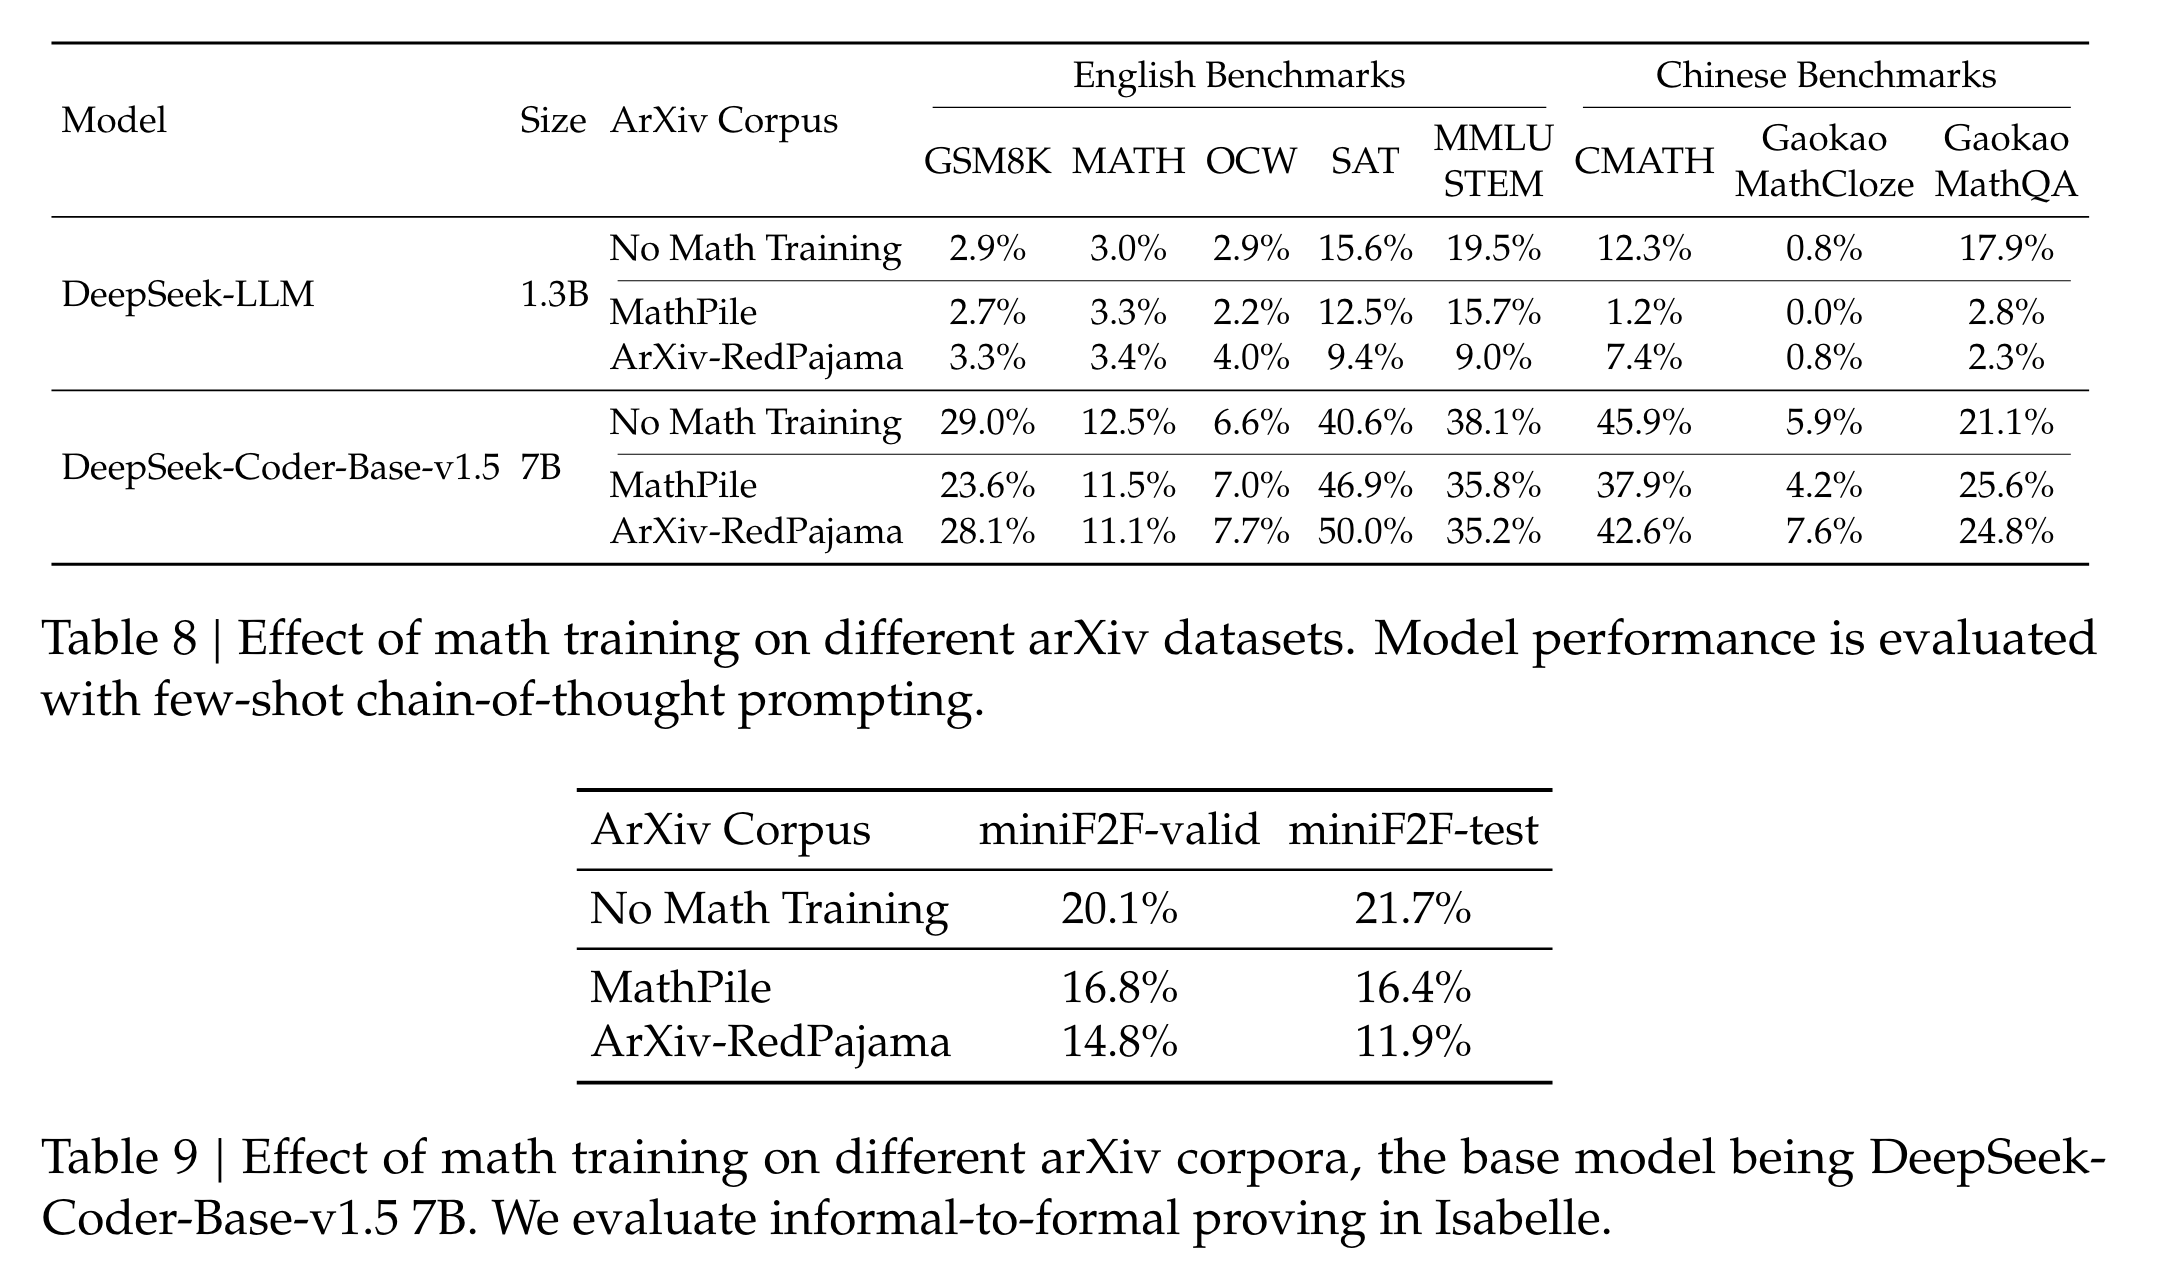 English Benchmarks Chinese Benchmarks
Model Size ArXiv Corpus
GSM8K MATH OCW SAT MMLU STEM CMATH Gaokao MathCloze Gaokao MathQA
No Math Training 2.9% 3.0% 2.9% 15.6% 19.5% 12.3% 0.8% 17.9%
DeepSeek-LLM 1.3B
MathPile 2.7% 3.3% 2.2% 12.5% 15.7% 1.2% 0.0% 2.8%
ArXiv-RedPajama 3.3% 3.4% 4.0% 9.4% 9.0% 7.4% 0.8% 2.3%
No Math Training 29.0% 12.5% 6.6% 40.6% 38.1% 45.9% 5.9% 21.1%
DeepSeek-Coder-Base-v1.5 7B
MathPile 23.6% 11.5% 7.0% 46.9% 35.8% 37.9% 4.2% 25.6%
ArXiv-RedPajama 28.1% 11.1% 7.7% 50.0% 35.2% 42.6% 7.6% 24.8%
Table 8 | Effect of math training on different arXiv datasets. Model performance is evaluated
with few-shot chain-of-thought prompting.
ArXiv Corpus miniF2F-valid miniF2F-test
No Math Training 20.1% 21.7%
MathPile 16.8% 16.4%
ArXiv-RedPajama 14.8% 11.9%
Table 9 | Effect of math training on different arXiv corpora, the base model being DeepSeek-
Coder-Base-v1.5 7B. We evaluate informal-to-formal proving in Isabelle.